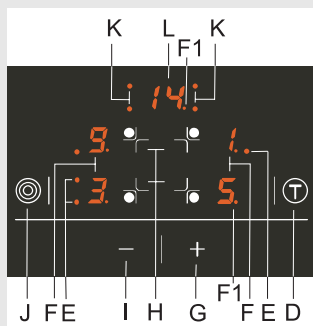 K L F1 K
14.
.9. 1..
3. 5.
T
− +
F1
J F E I H G F E D